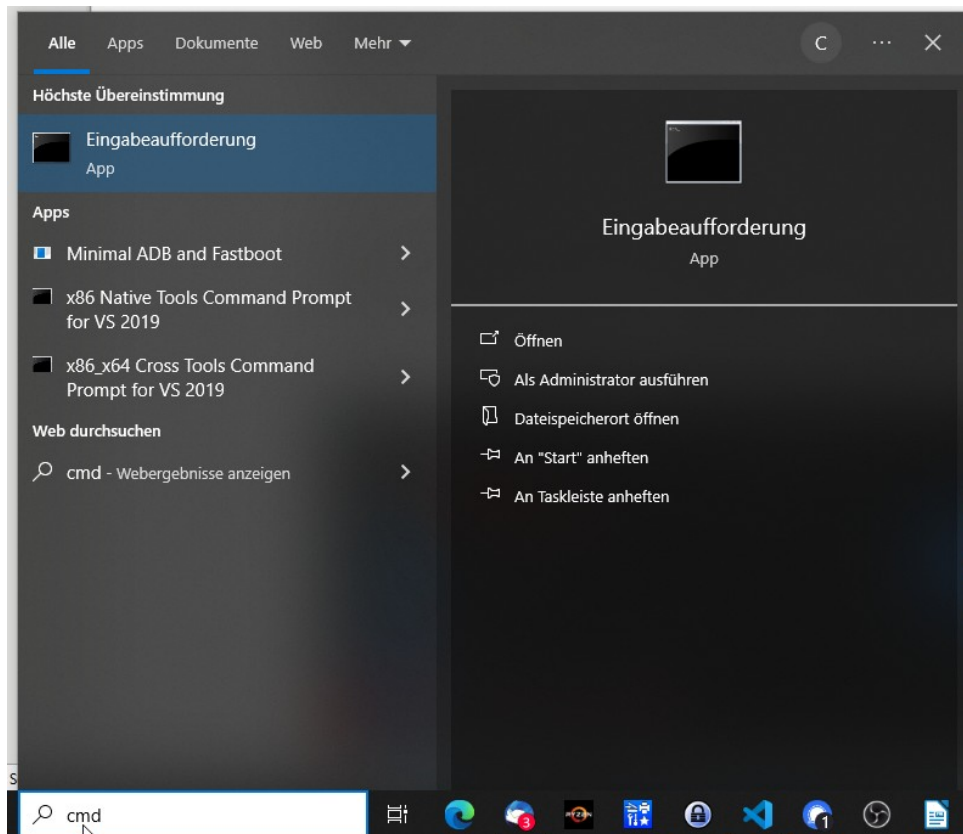 Alle Apps Dokumente Web Mehr C ...
Höchste Übereinstimmung
Eingabeaufforderung
App
Apps
Minimal ADB and Fastboot
x86 Native Tools Command Prompt
for VS 2019
x86_x64 Cross Tools Command
Prompt for VS 2019
Web durchsuchen
cmd - Webergebnisse anzeigen
Eingabeaufforderung
App
Öffnen
Als Administrator ausführen
Dateispeicherort öffnen
An "Start" anheften
An Taskleiste anheften
S
cmd
3
RYZEN
1